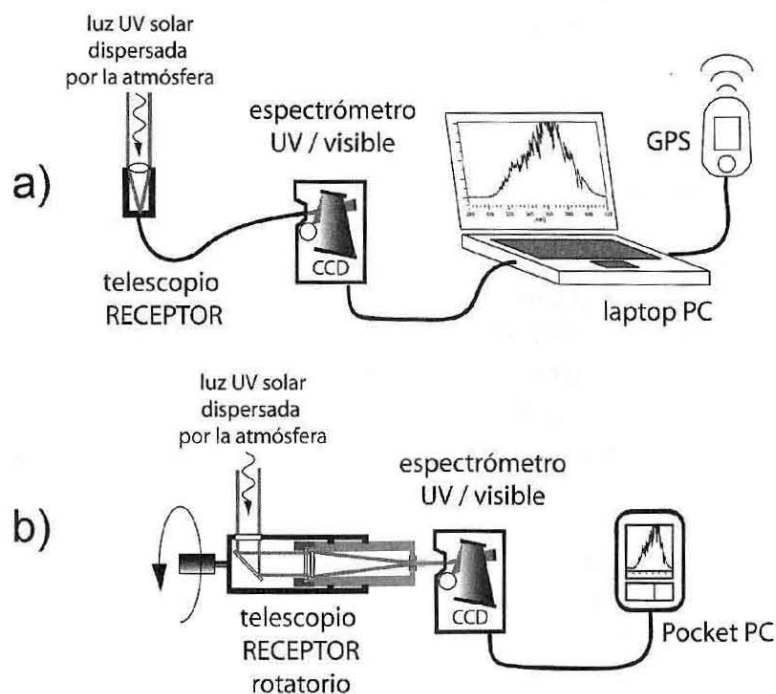 luz UV solar
dispersada
por la atmósfera
espectrómetro
UV / visible
GPS
a)
CCD
telescopio
RECEPTOR
laptop PC
luz UV solar
dispersada
por la atmósfera
espectrómetro
UV / visible
b)
CCD
telescopio
RECEPTOR
rotatorio
Pocket PC